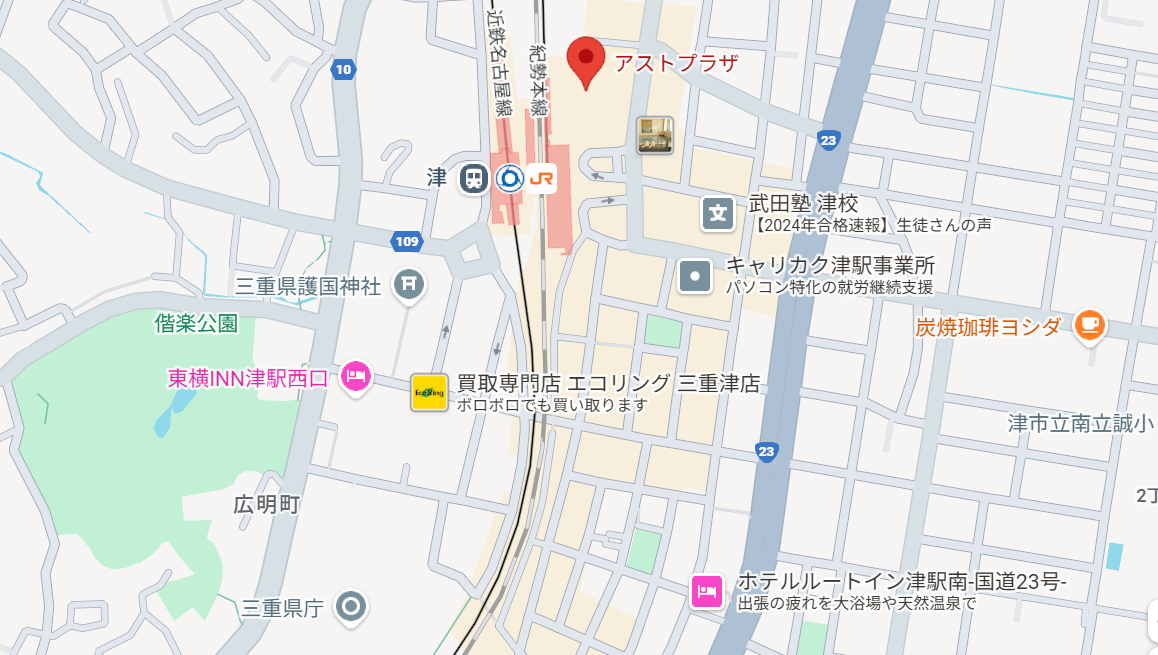 近鉄名古屋線
紀勢本線
アストプラザ
10
23
津
JR
武田塾 津校
【2024年合格速報】生徒さんの声
109
キャリカク津駅事業所
パソコン特化の就労継続支援
三重県護国神社
偕楽公園
炭焼珈琲ヨシダ
東横INN津駅西口
EcoRing
買取専門店 エコリング 三重津店
ボロボロでも買い取ります
津市立南立誠小
23
広明町
2丁
ホテルルートイン津駅南-国道23号-
出張の疲れを大浴場や天然温泉で
三重県庁